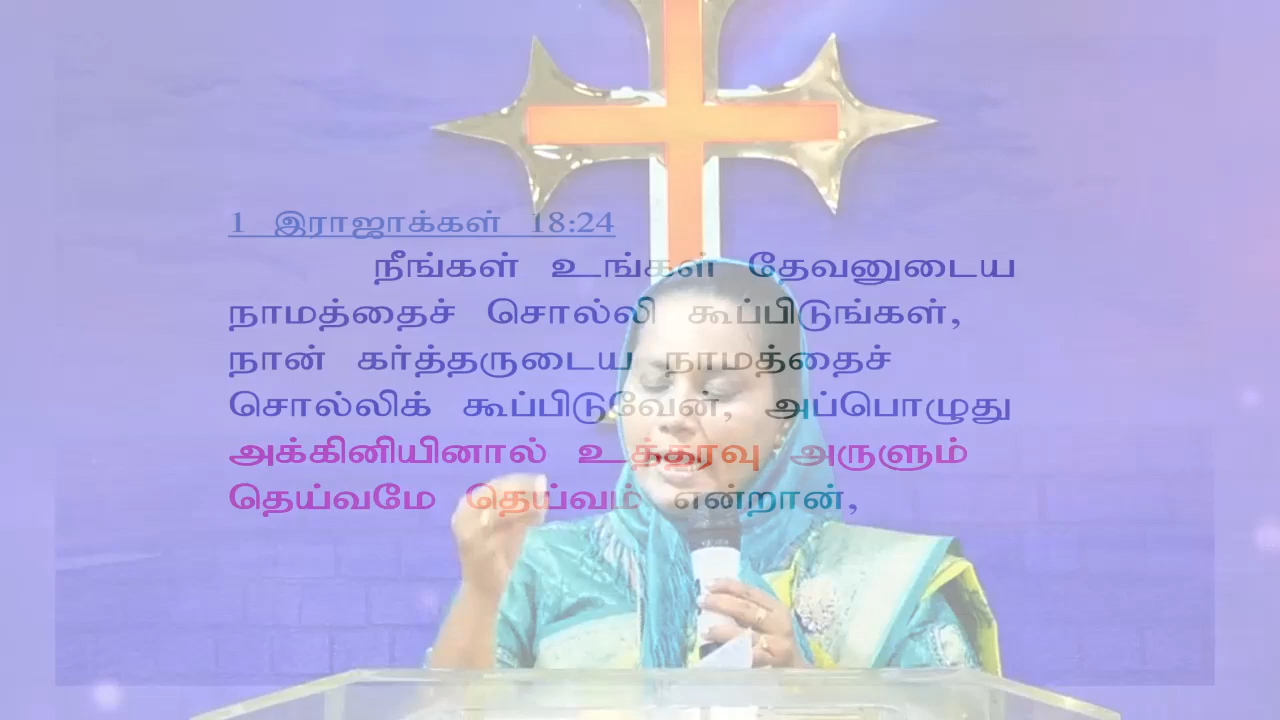 1 இராஜாக்கள் 18:24
நீங்கள் உங்கள் தேவனுடைய
நாமத்தைச் சொல்லி கூப்பிடுங்கள்,
நான் கர்த்தருடைய நாமத்தைச்
சொல்லிக் கூப்பிடுவேன், அப்பொழுது
அக்கினியினால் உத்தரவு அருளும்
தெய்வமே தெய்வம் என்றான்,